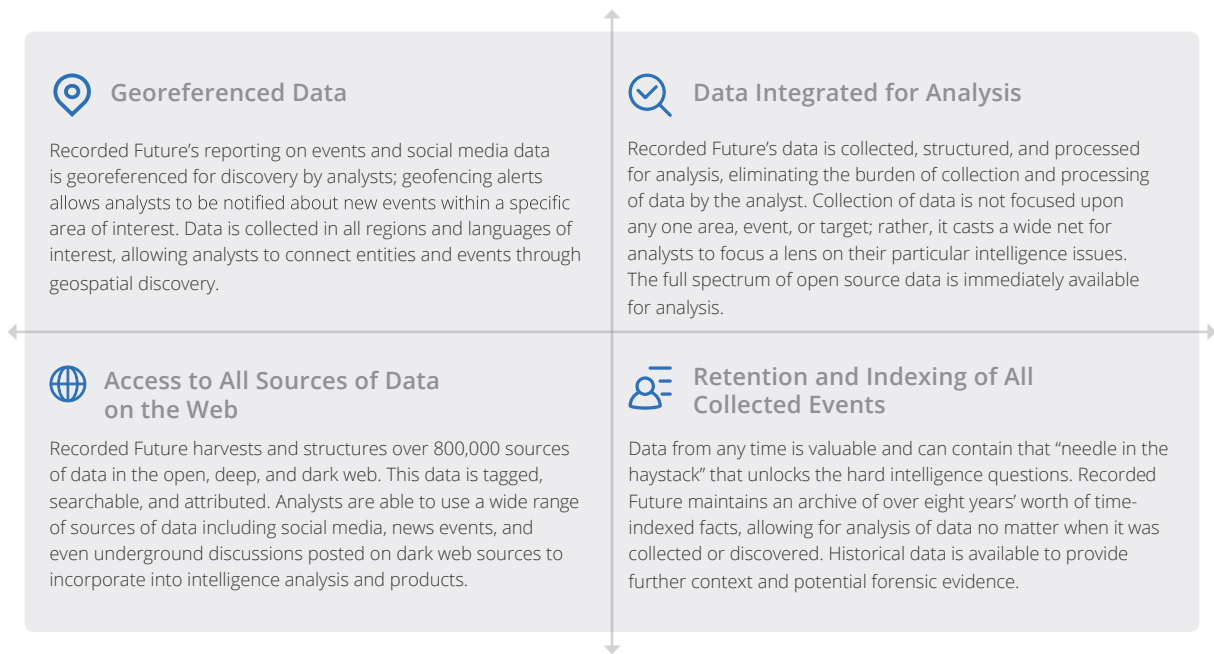 Georeferenced Data
Recorded Future’s reporting on events and social media data
is georeferenced for discovery by analysts; geofencing alerts
allows analysts to be notified about new events within a specific
area of interest. Data is collected in all regions and languages of
interest, allowing analysts to connect entities and events through
geospatial discovery.
Data Integrated for Analysis
Recorded Future’s data is collected, structured, and processed
for analysis, eliminating the burden of collection and processing
of data by the analyst. Collection of data is not focused upon
any one area, event, or target; rather, it casts a wide net for
analysts to focus a lens on their particular intelligence issues.
The full spectrum of open source data is immediately available
for analysis.
Access to All Sources of Data
on the Web
Recorded Future harvests and structures over 800,000 sources
of data in the open, deep, and dark web. This data is tagged,
searchable, and attributed. Analysts are able to use a wide range
of sources of data including social media, news events, and
even underground discussions posted on dark web sources to
incorporate into intelligence analysis and products.
Retention and Indexing of All
Collected Events
Data from any time is valuable and can contain that “needle in the
haystack” that unlocks the hard intelligence questions. Recorded
Future maintains an archive of over eight years’ worth of time-
indexed facts, allowing for analysis of data no matter when it was
collected or discovered. Historical data is available to provide
further context and potential forensic evidence.